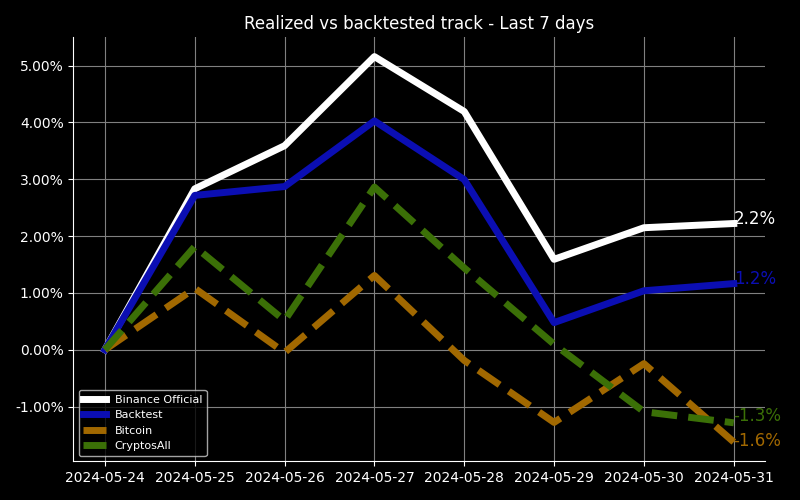 Realized vs backtested track - Last 7 days
5.00%
4.00%
3.00%
2.00%
1.00%
0.00%
-1.00%
2.2%
1.2%
-1.3%
-1.6%
Binance Official
Backtest
Bitcoin
CryptosAll
2024-05-24 2024-05-25 2024-05-26 2024-05-27 2024-05-28 2024-05-29 2024-05-30 2024-05-31